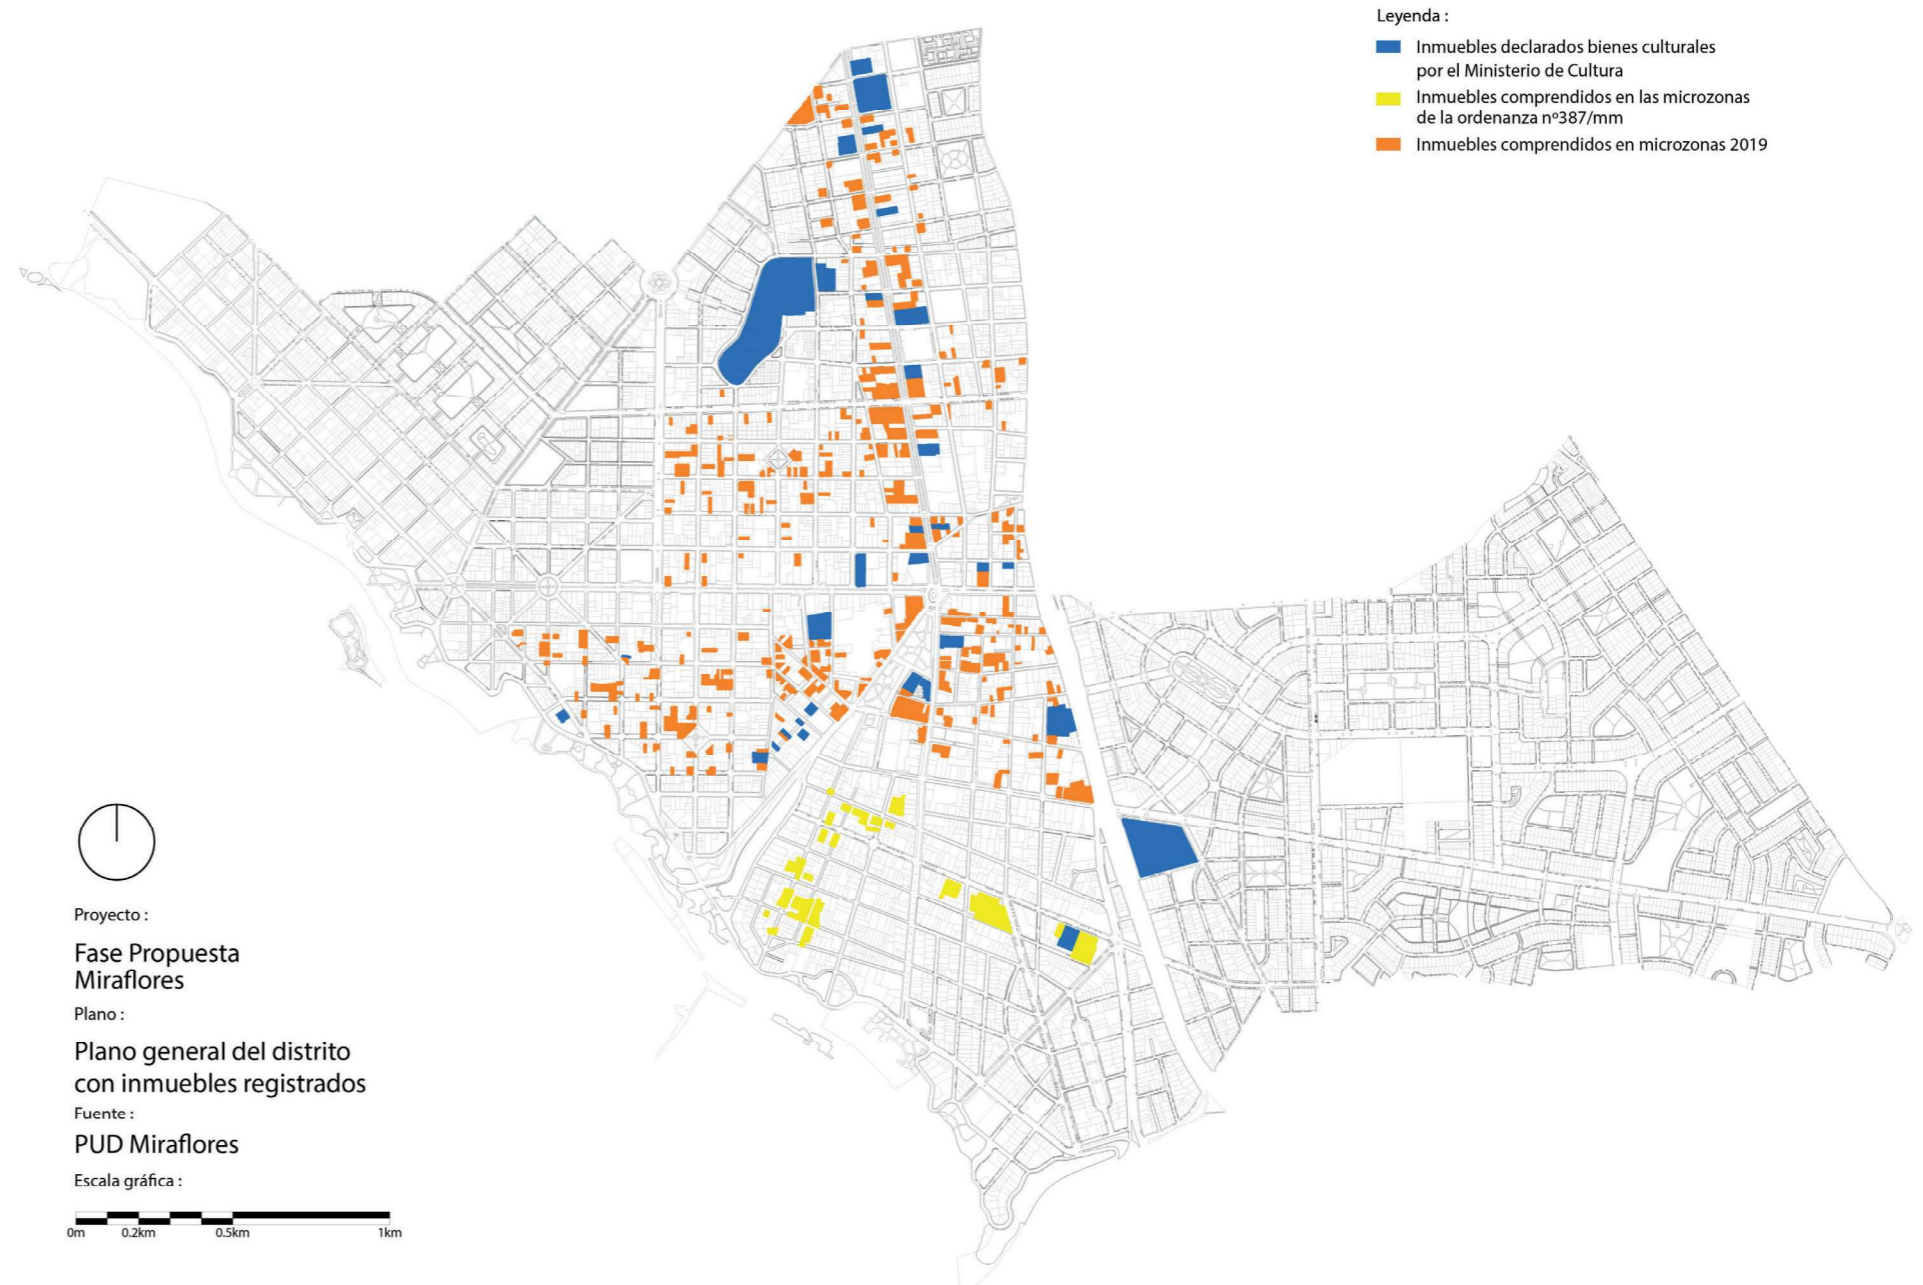 Leyenda :
Inmuebles declarados bienes culturales
por el Ministerio de Cultura
Inmuebles comprendidos en las microzonas
de la ordenanza nº387/mm
Inmuebles comprendidos en microzonas 2019
Proyecto :
Fase Propuesta
Miraflores
Plano :
Plano general del distrito
con inmuebles registrados
Fuente :
PUD Miraflores
Escala gráfica :
0m 0.2km 0.5km 1km